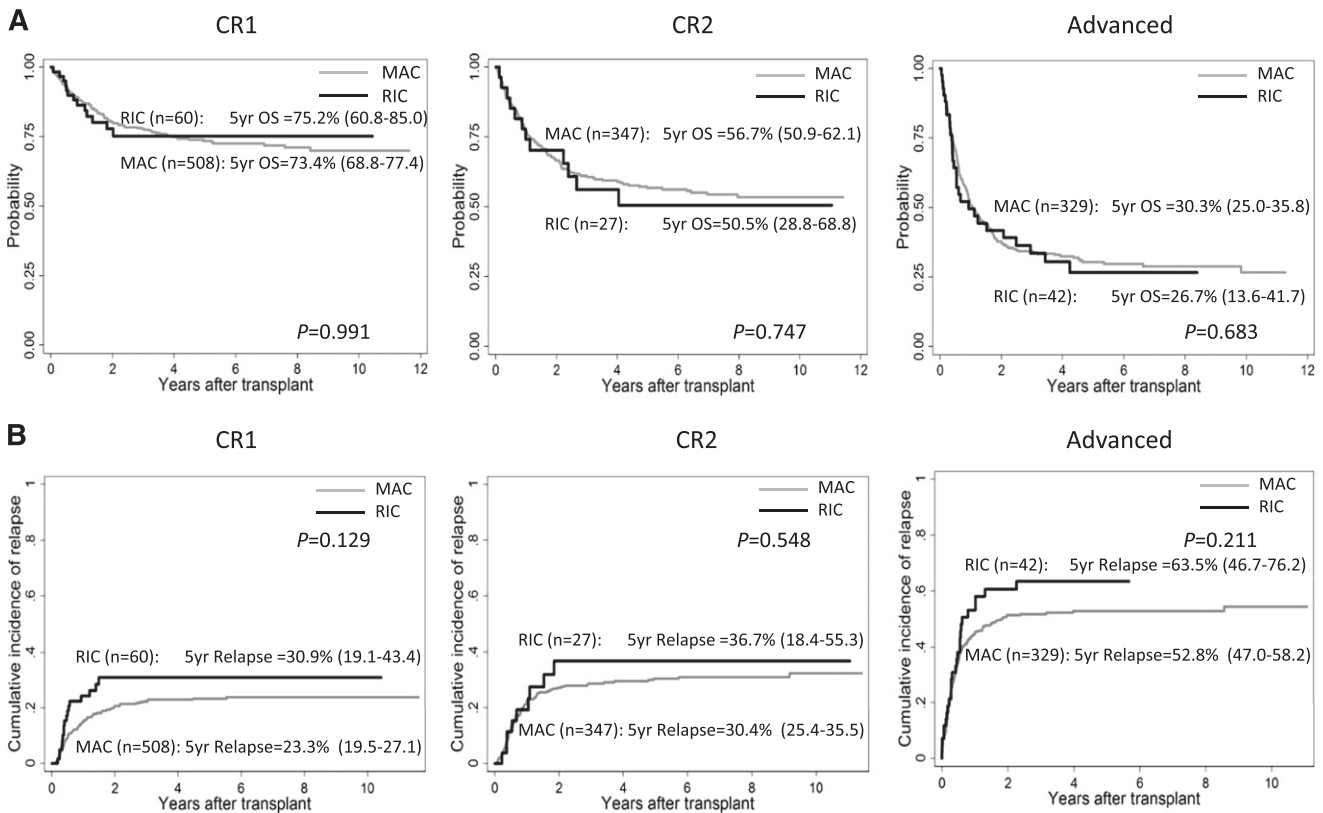 A
CR1
CR2
Advanced
Probability
0.00 0.25 0.50 0.75 1.00
MAC
RIC
RIC (n=60): 5yr OS =75.2% (60.8-85.0)
MAC (n=508): 5yr OS=73.4% (68.8-77.4)
P=0.991
0 2 4 6 8 10 12
Years after transplant
Probability
0.00 0.25 0.50 0.75 1.00
MAC
RIC
MAC (n=347): 5yr OS =56.7% (50.9-62.1)
RIC (n=27): 5yr OS=50.5% (28.8-68.8)
P=0.747
0 2 4 6 8 10 12
Years after transplant
Probability
0.00 0.25 0.50 0.75 1.00
MAC
RIC
MAC (n=329): 5yr OS =30.3% (25.0-35.8)
RIC (n=42): 5yr OS=26.7% (13.6-41.7)
P=0.683
0 2 4 6 8 10 12
Years after transplant
B
CR1
CR2
Advanced
Cumulative incidence of relapse
0 .2 .4 .6 .8 1
MAC
RIC
P=0.129
RIC (n=60): 5yr Relapse =30.9% (19.1-43.4)
MAC (n=508): 5yr Relapse=23.3% (19.5-27.1)
0 2 4 6 8 10
Years after transplant
Cumulative incidence of relapse
0 .2 .4 .6 .8 1
MAC
RIC
P=0.548
RIC (n=27): 5yr Relapse =36.7% (18.4-55.3)
MAC (n=347): 5yr Relapse=30.4% (25.4-35.5)
0 2 4 6 8 10
Years after transplant
Cumulative incidence of relapse
0 .2 .4 .6 .8 1
MAC
RIC
P=0.211
RIC (n=42): 5yr Relapse =63.5% (46.7-76.2)
MAC (n=329): 5yr Relapse=52.8% (47.0-58.2)
0 2 4 6 8 10
Years after transplant